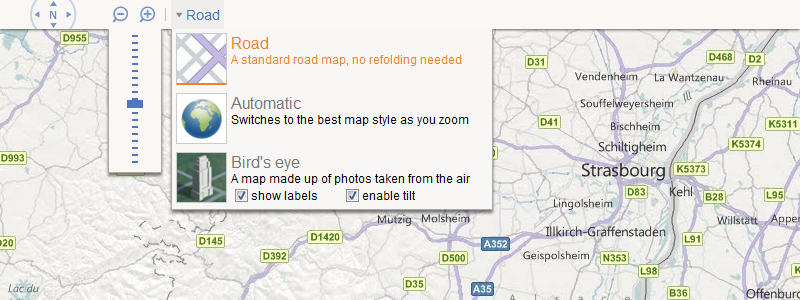 N
Road
Road
A standard road map, no refolding needed
Automatic
Switches to the best map style as you zoom
Bird's eye
A map made up of photos taken from the air
show labels
enable tilt
D955
D993
D20
D145
D392
D1420
Mutzig
Molsheim
D500
A352
A35
D35
Lac du
D31
D468
D2
Vendenheim
La Wantzenau
Rheinau
Souffelweyersheim
D41
Bischheim
K5311
Schiltigheim
K5374
Strasbourg
K5373
Kehl
D83
B28
L95
Lingolsheim
Willstätt
Appen
Illkirch-Graffenstaden
L91
Geispolsheim
N353
L98
B36
Offenburg
A l s a c e